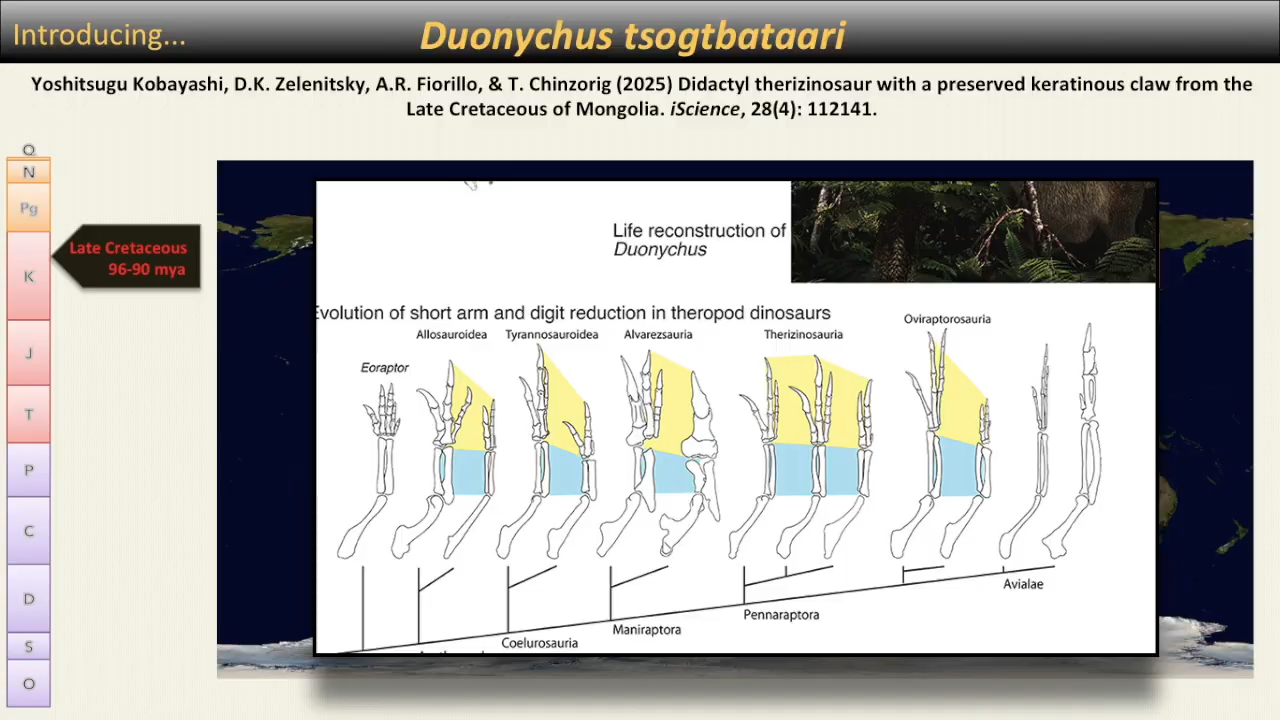 Introducing...
Duonychus tsogtbataari
Yoshitsugu Kobayashi, D.K. Zelenitsky, A.R. Fiorillo, & T. Chinzorig (2025) Didactyl therizinosaur with a preserved keratinous claw from the
Late Cretaceous of Mongolia. iScience, 28(4): 112141.
Q
N
Pg
K
J
T
P
C
D
S
O
Late Cretaceous
96-90 mya
Life reconstruction of
Duonychus
Evolution of short arm and digit reduction in theropod dinosaurs
Eoraptor
Allosauroidea
Tyrannosauroidea
Alvarezsauria
Therizinosauria
Oviraptorosauria
Avialae
Pennaraptora
Maniraptora
Coelurosauria